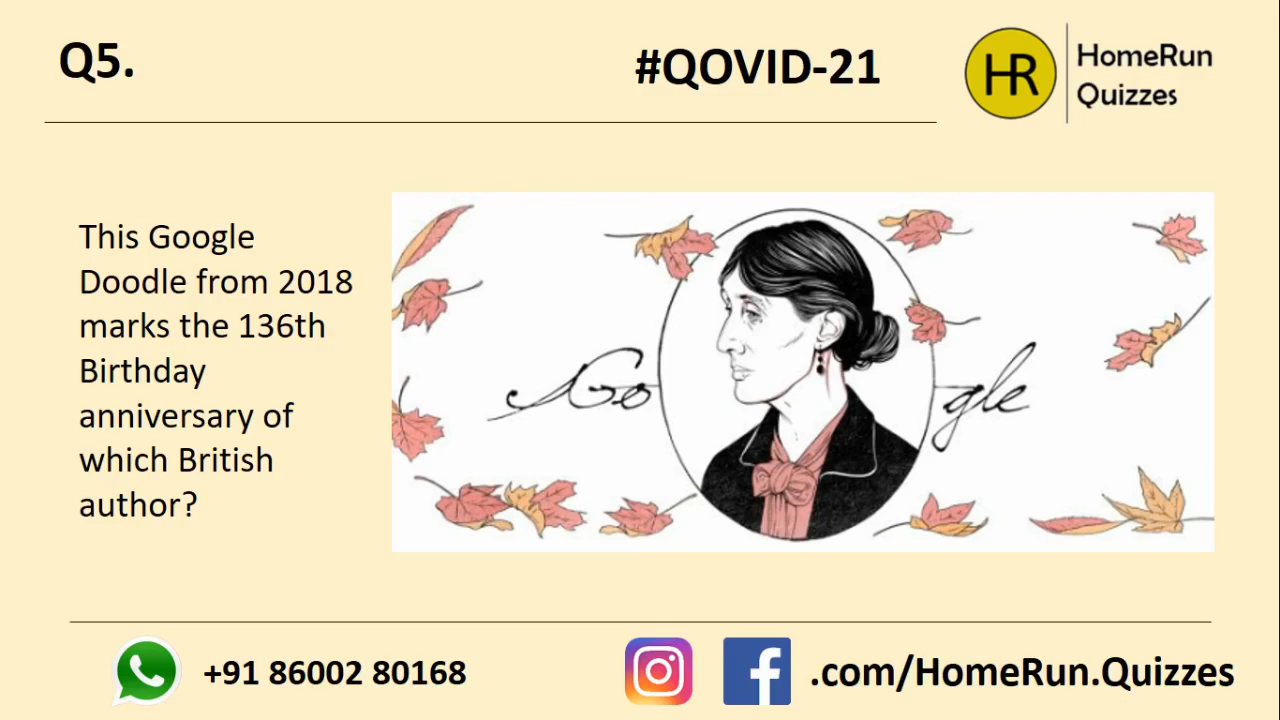 Q5.
#QOVID-21
HR
HomeRun
Quizzes
This Google
Doodle from 2018
marks the 136th
Birthday
anniversary of
which British
author?
Go gle
+91 86002 80168
.com/HomeRun.Quizzes